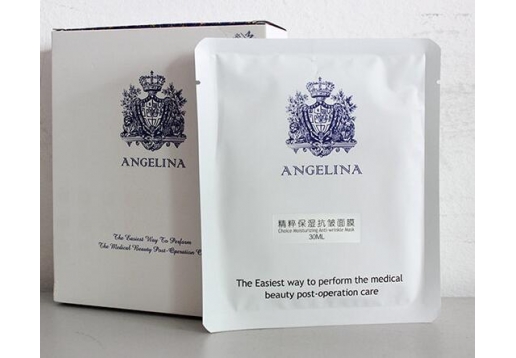 ANGELINA
The Easiest Way To Perform
The Medical Beauty Post-Operation C
ANGELINA
精粹保湿抗皱面膜
Choice Moisturizing Anti-wrinkle Mask
30ML
The Easiest way to perform the medical
beauty post-operation care